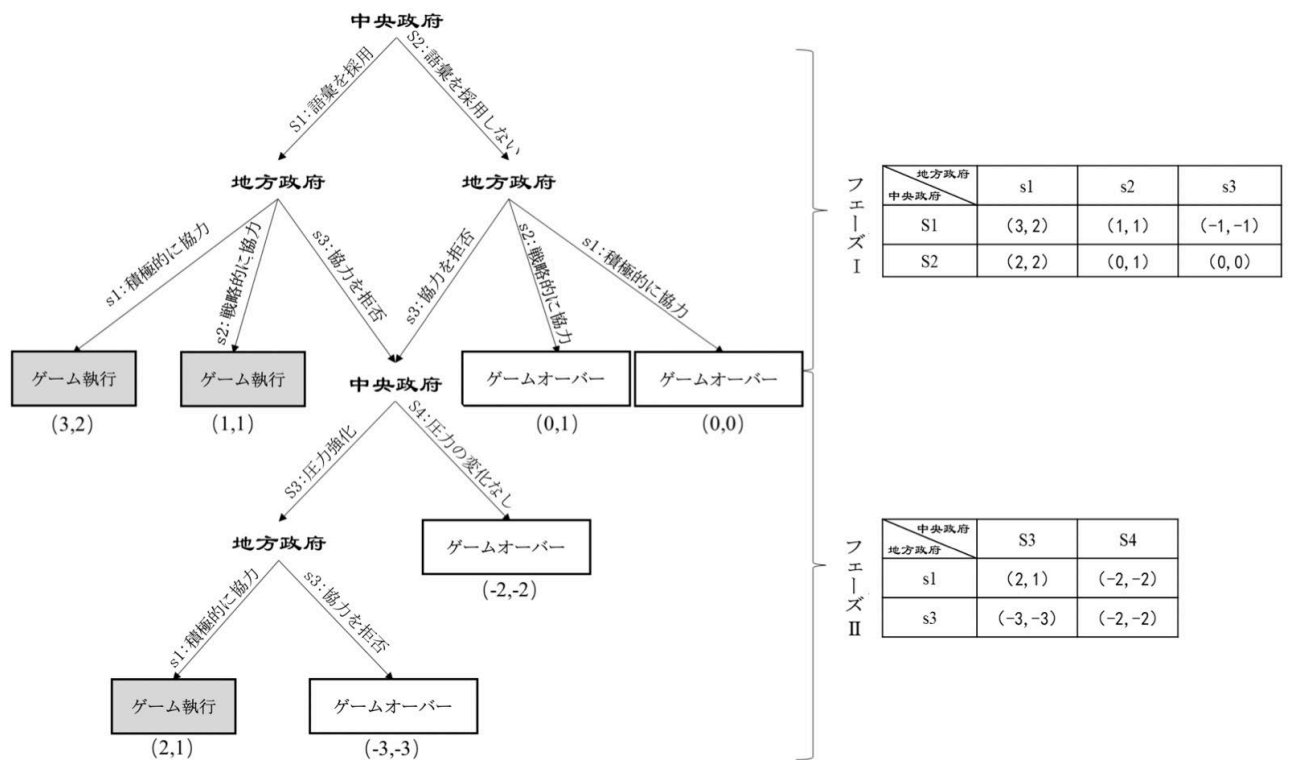 中央政府
S1:語彙を採用
S2:語彙を採用しない
地方政府
地方政府
s1:積極的に協力
s2:戦略的に協力
s3:協力を拒否
s3:協力を拒否
s2:戦略的に協力
s1:積極的に協力
ゲーム執行
ゲーム執行
ゲームオーバー
ゲームオーバー
(3,2)
(1,1)
(0,1)
(0,0)
中央政府
S3:圧力強化
S4:圧力の変化なし
地方政府
ゲームオーバー
(-2,-2)
s1:積極的に協力
s3:協力を拒否
ゲーム執行
ゲームオーバー
(2,1)
(-3,-3)
フェーズⅠ
地方政府
中央政府
s1 s2 s3
S1 (3,2) (1,1) (-1,-1)
S2 (2,2) (0,1) (0,0)
フェーズⅡ
中央政府
地方政府
S3 S4
s1 (2,1) (-2,-2)
s3 (-3,-3) (-2,-2)